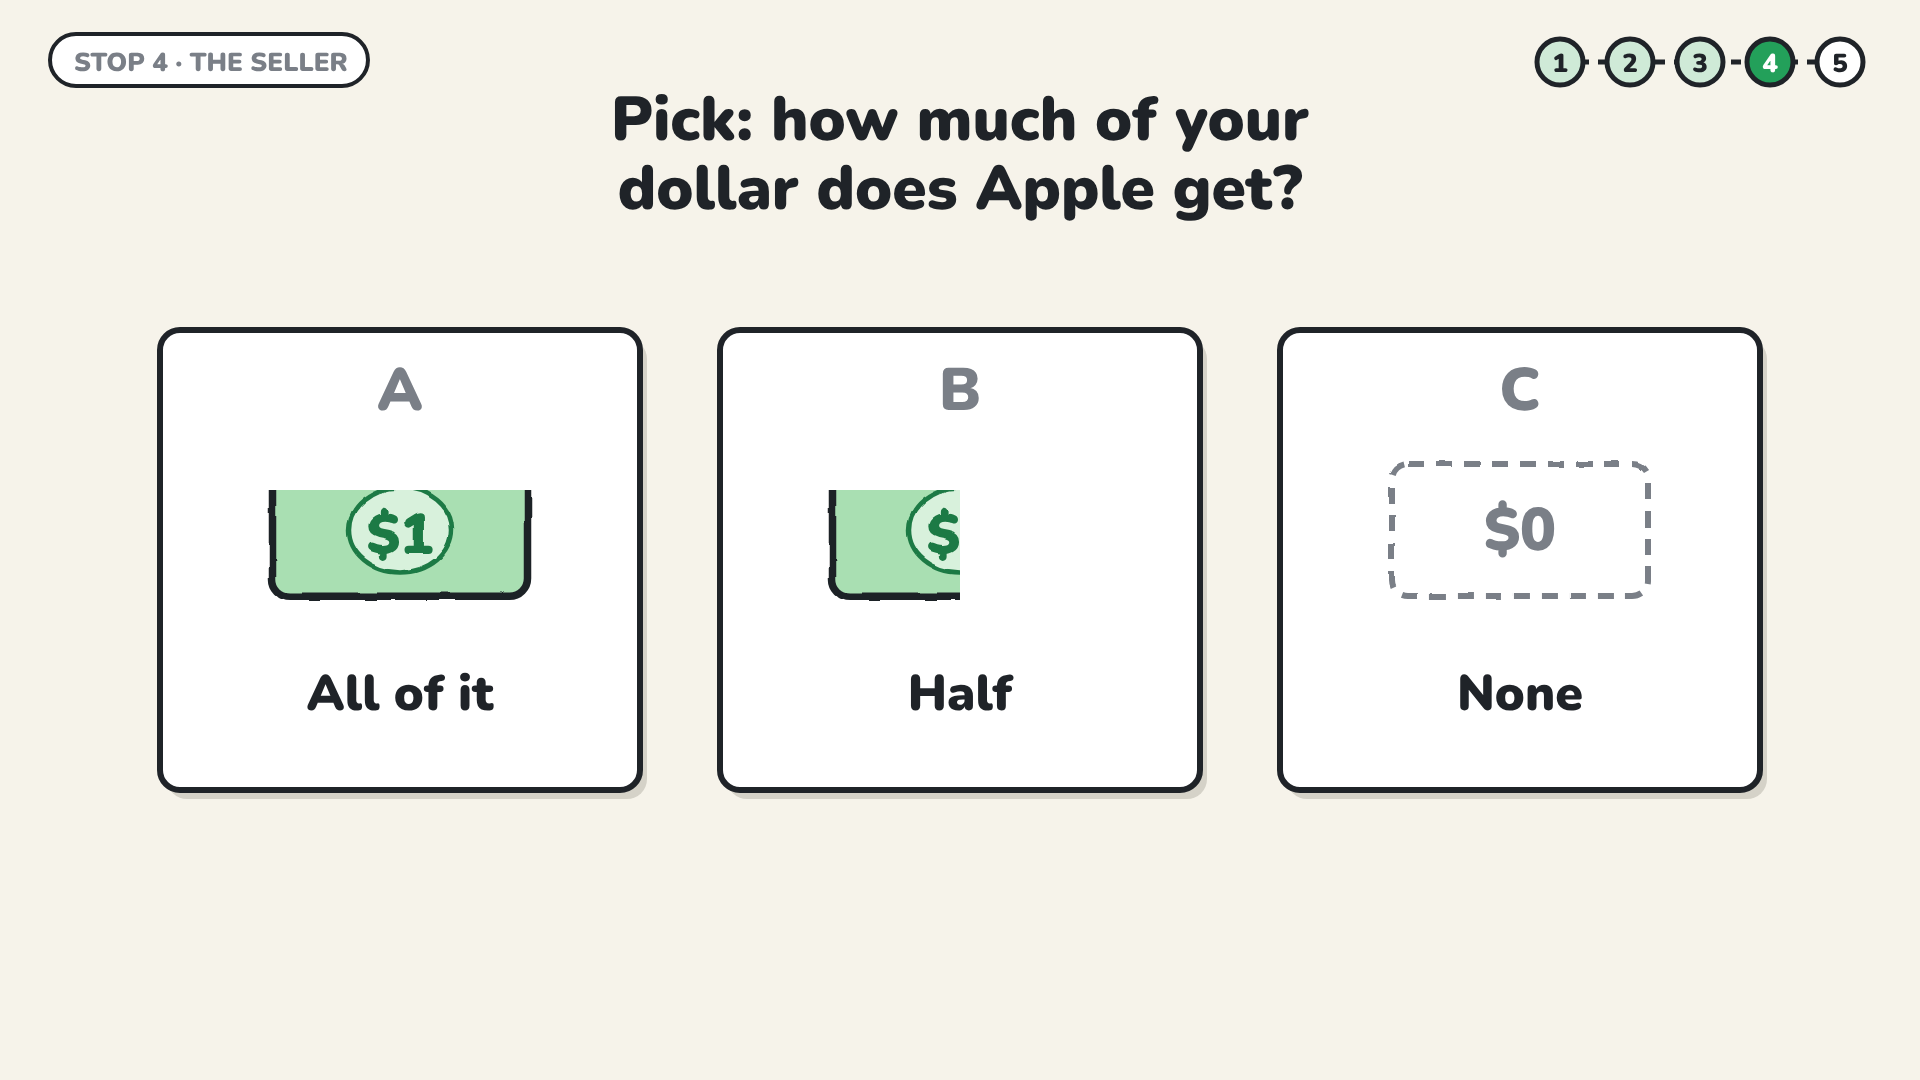 STOP 4 · THE SELLER
1 2 3 4 5
Pick: how much of your
dollar does Apple get?
A
B
C
$1
$
$0
All of it
Half
None